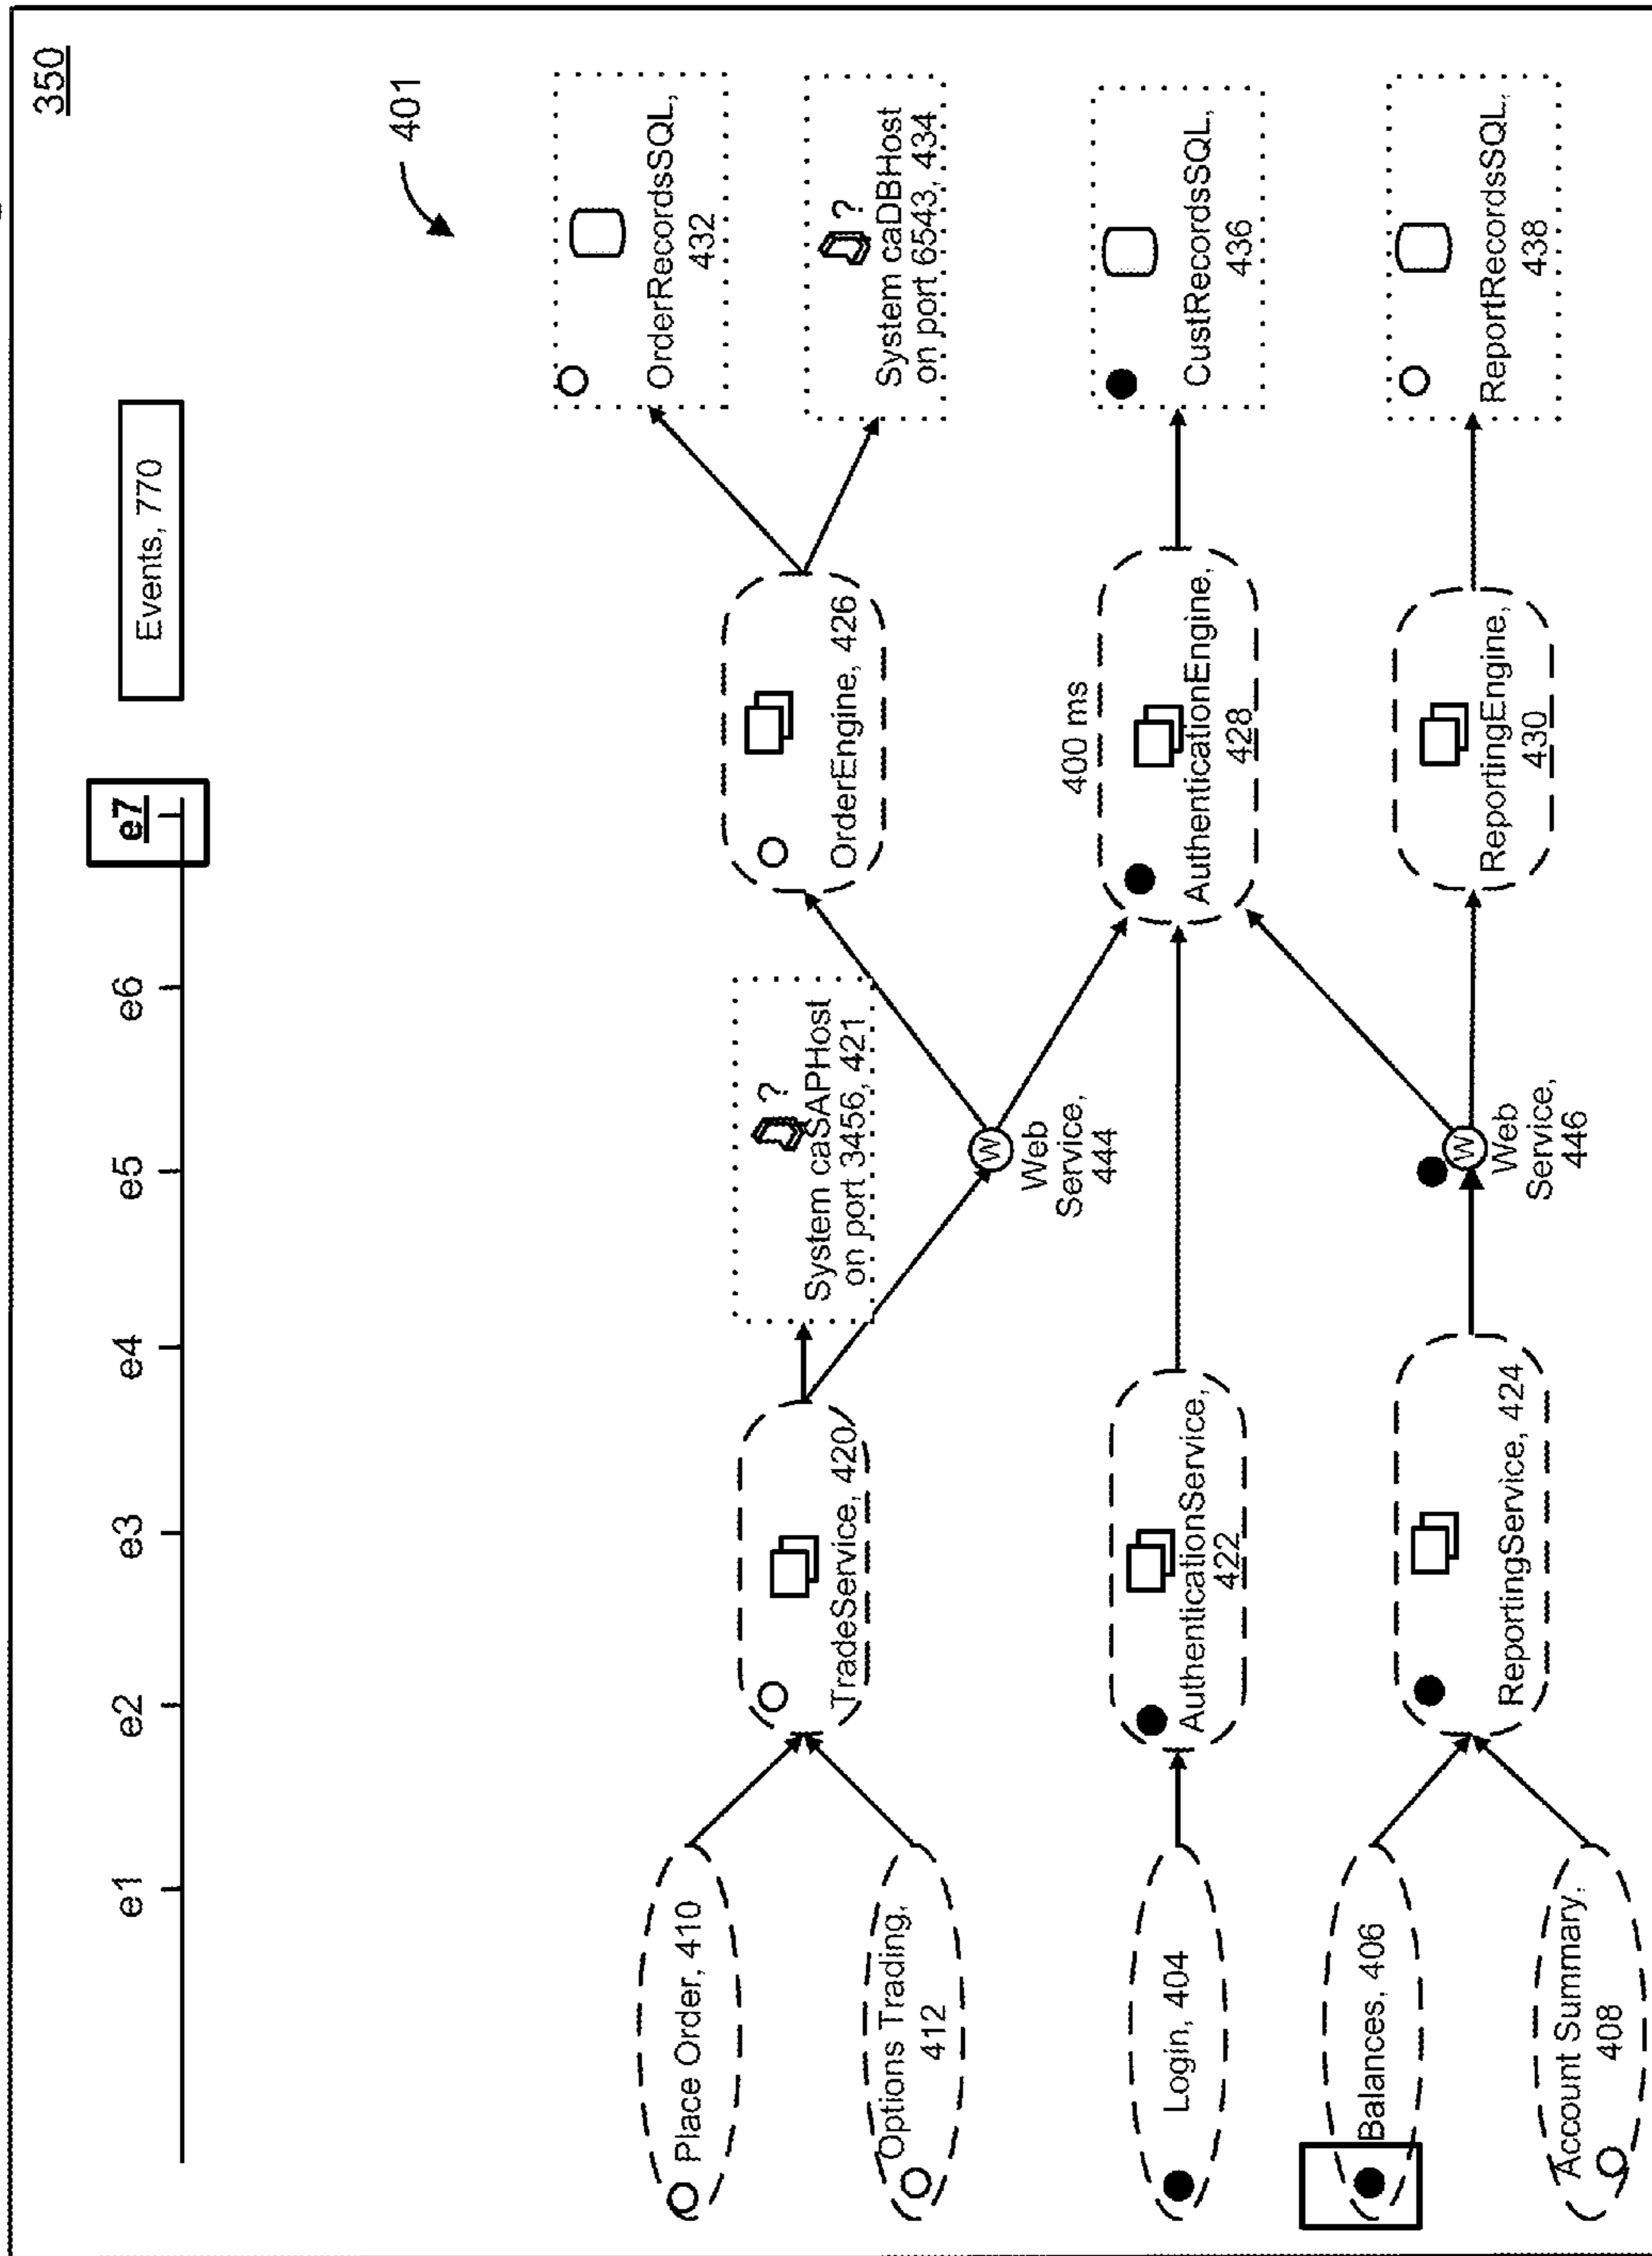 350
Events, 770
e1
e2
e3
e4
e5
e6
e7
401
Place Order, 410
Options Trading,
412
Login, 404
Balances, 406
Account Summary,
408
TradeService, 420
AuthenticationService,
422
ReportingService, 424
?
System caSAPHost
on port 3456, 421
W
Web
Service,
444
W
Web
Service,
446
OrderEngine, 426
400 ms
AuthenticationEngine,
428
ReportingEngine,
430
OrderRecordsSQL,
432
?
System caDBHost
on port 6543, 434
CustRecordsSQL,
436
ReportRecordsSQL,
438